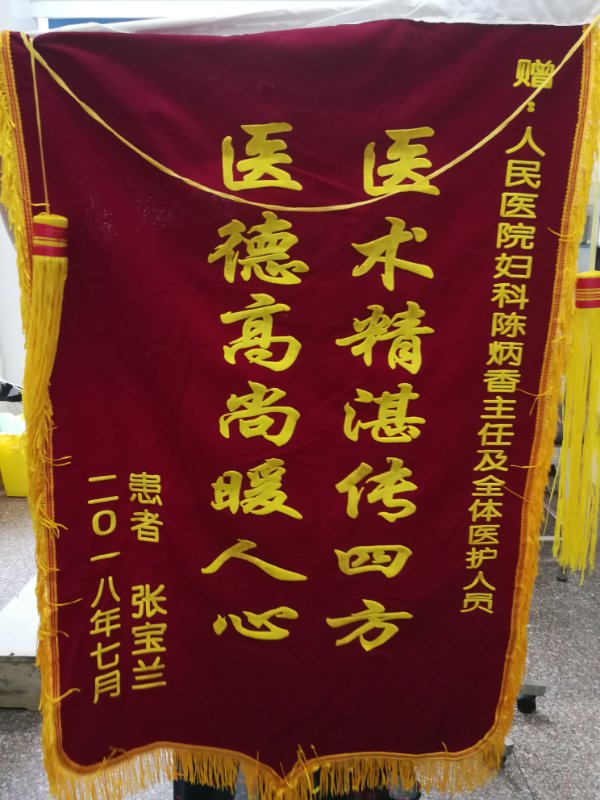 赠：人民医院妇科陈炳香主任及全体医护人员
医术精湛传四方
医德高尚暖人心
患者 张宝兰
二〇一八年七月